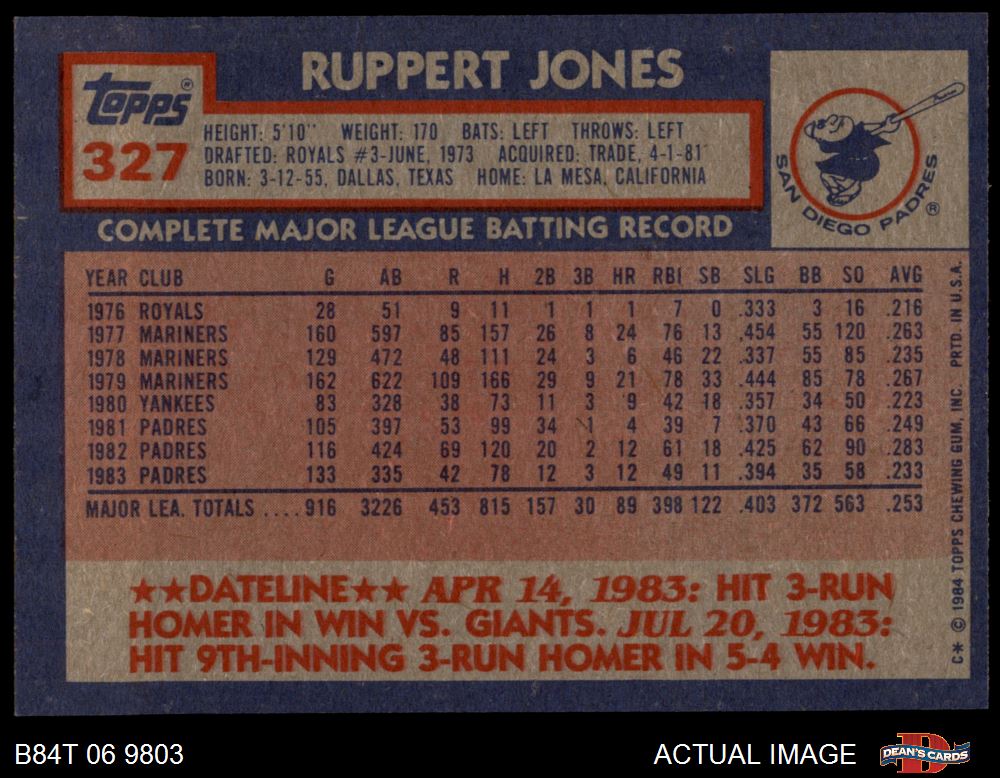 RUPPERT JONES
Topps®
327
HEIGHT: 5'10" WEIGHT: 170 BATS: LEFT THROWS: LEFT
DRAFTED: ROYALS #3-JUNE, 1973 ACQUIRED: TRADE, 4-1-81
BORN: 3-12-55, DALLAS, TEXAS HOME: LA MESA, CALIFORNIA
SAN DIEGO PADRES®
COMPLETE MAJOR LEAGUE BATTING RECORD
YEAR CLUB G AB R H 2B 3B HR RBI SB SLG BB SO AVG
1976 ROYALS 28 51 9 11 1 1 1 7 0 .333 3 16 .216
1977 MARINERS 160 597 85 157 26 8 24 76 13 .454 55 120 .263
1978 MARINERS 129 472 48 111 24 3 6 46 22 .337 55 85 .235
1979 MARINERS 162 622 109 166 29 9 21 78 33 .444 85 78 .267
1980 YANKEES 83 328 38 73 11 3 9 42 18 .357 34 50 .223
1981 PADRES 105 397 53 99 34 1 4 39 7 .370 43 66 .249
1982 PADRES 116 424 69 120 20 2 12 61 18 .425 62 90 .283
1983 PADRES 133 335 42 78 12 3 12 49 11 .394 35 58 .233
MAJOR LEA. TOTALS ....916 3226 453 815 157 30 89 398 122 .403 372 563 .253
★★DATELINE★★ APR 14, 1983: HIT 3-RUN
HOMER IN WIN VS. GIANTS. JUL 20, 1983:
HIT 9TH-INNING 3-RUN HOMER IN 5-4 WIN.
C* © 1984 TOPPS CHEWING GUM, INC. PRTD. IN U.S.A.
B84T 06 9803
ACTUAL IMAGE
DEAN'S CARDS